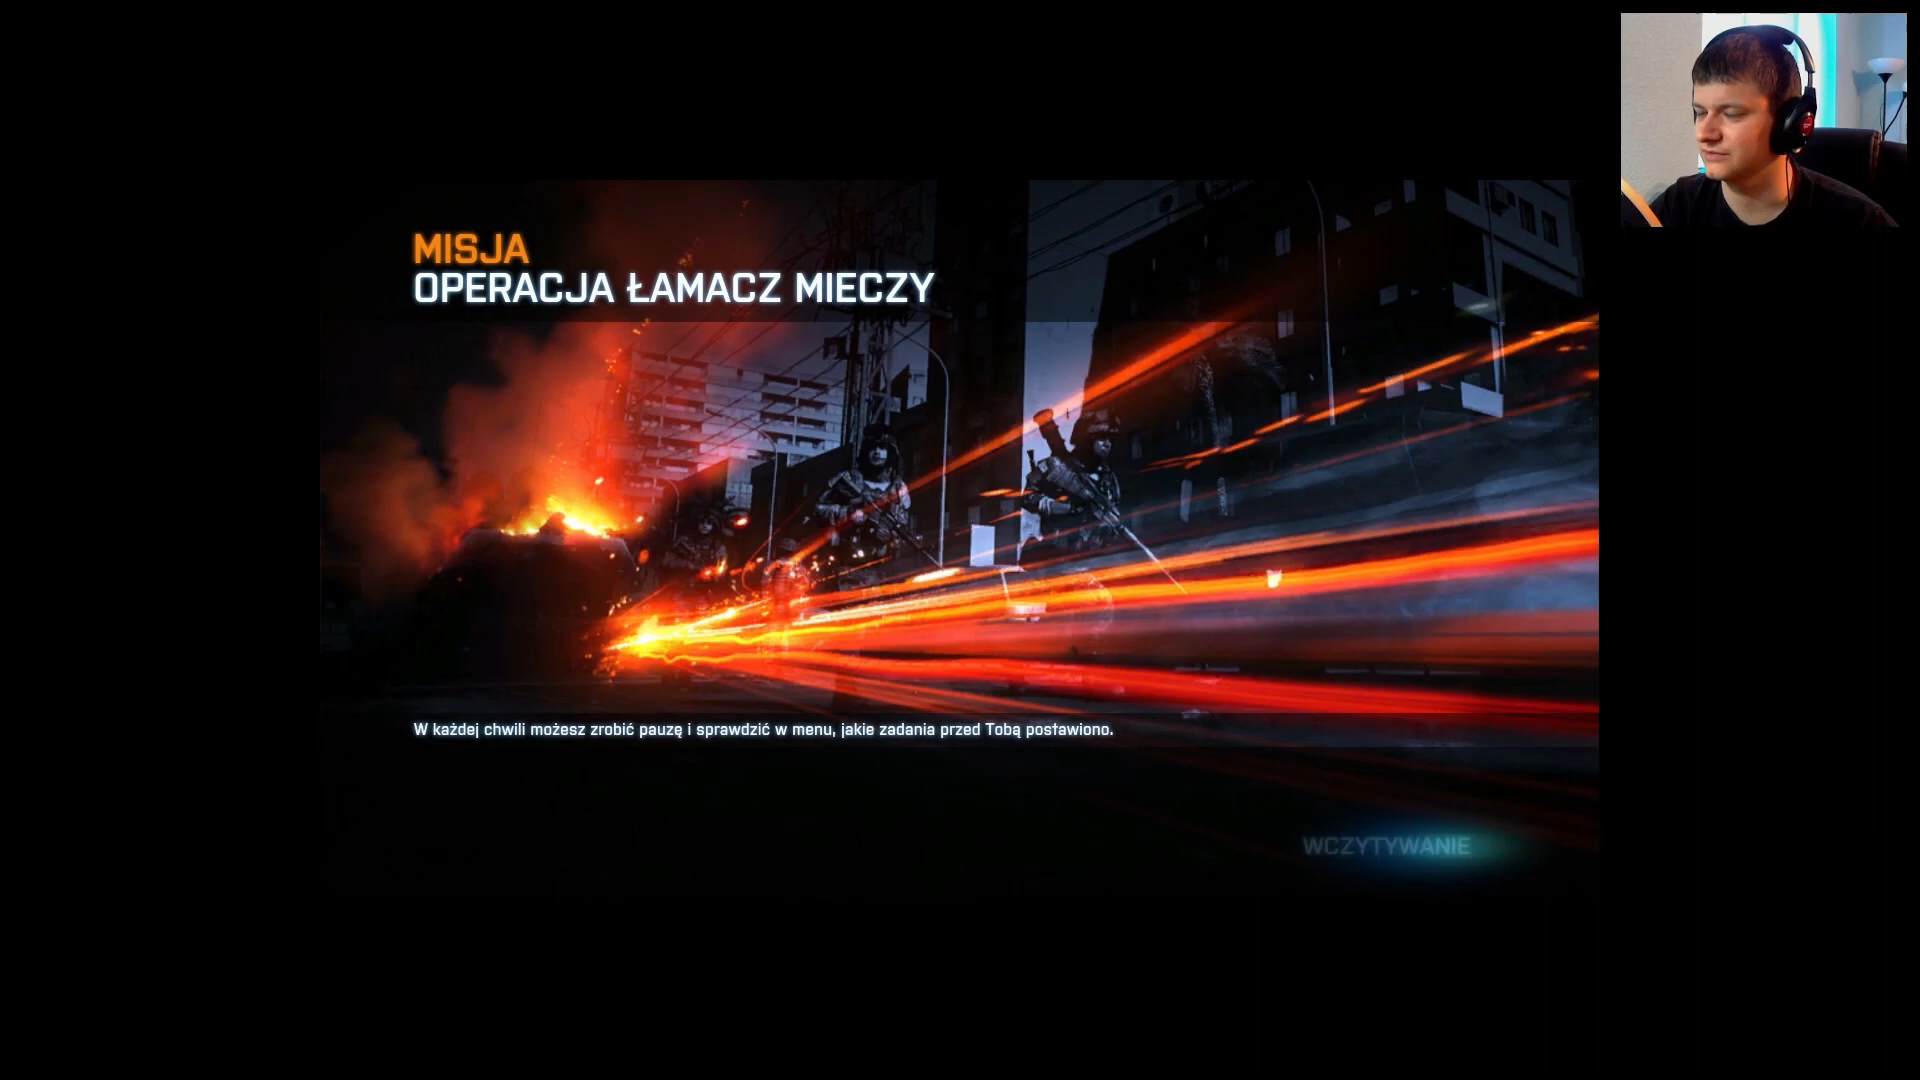 MISJA
OPERACJA ŁAMACZ MIECZY
W każdej chwili możesz zrobić pauzę i sprawdzić w menu, jakie zadania przed Tobą postawiono.
WCZYTYWANIE